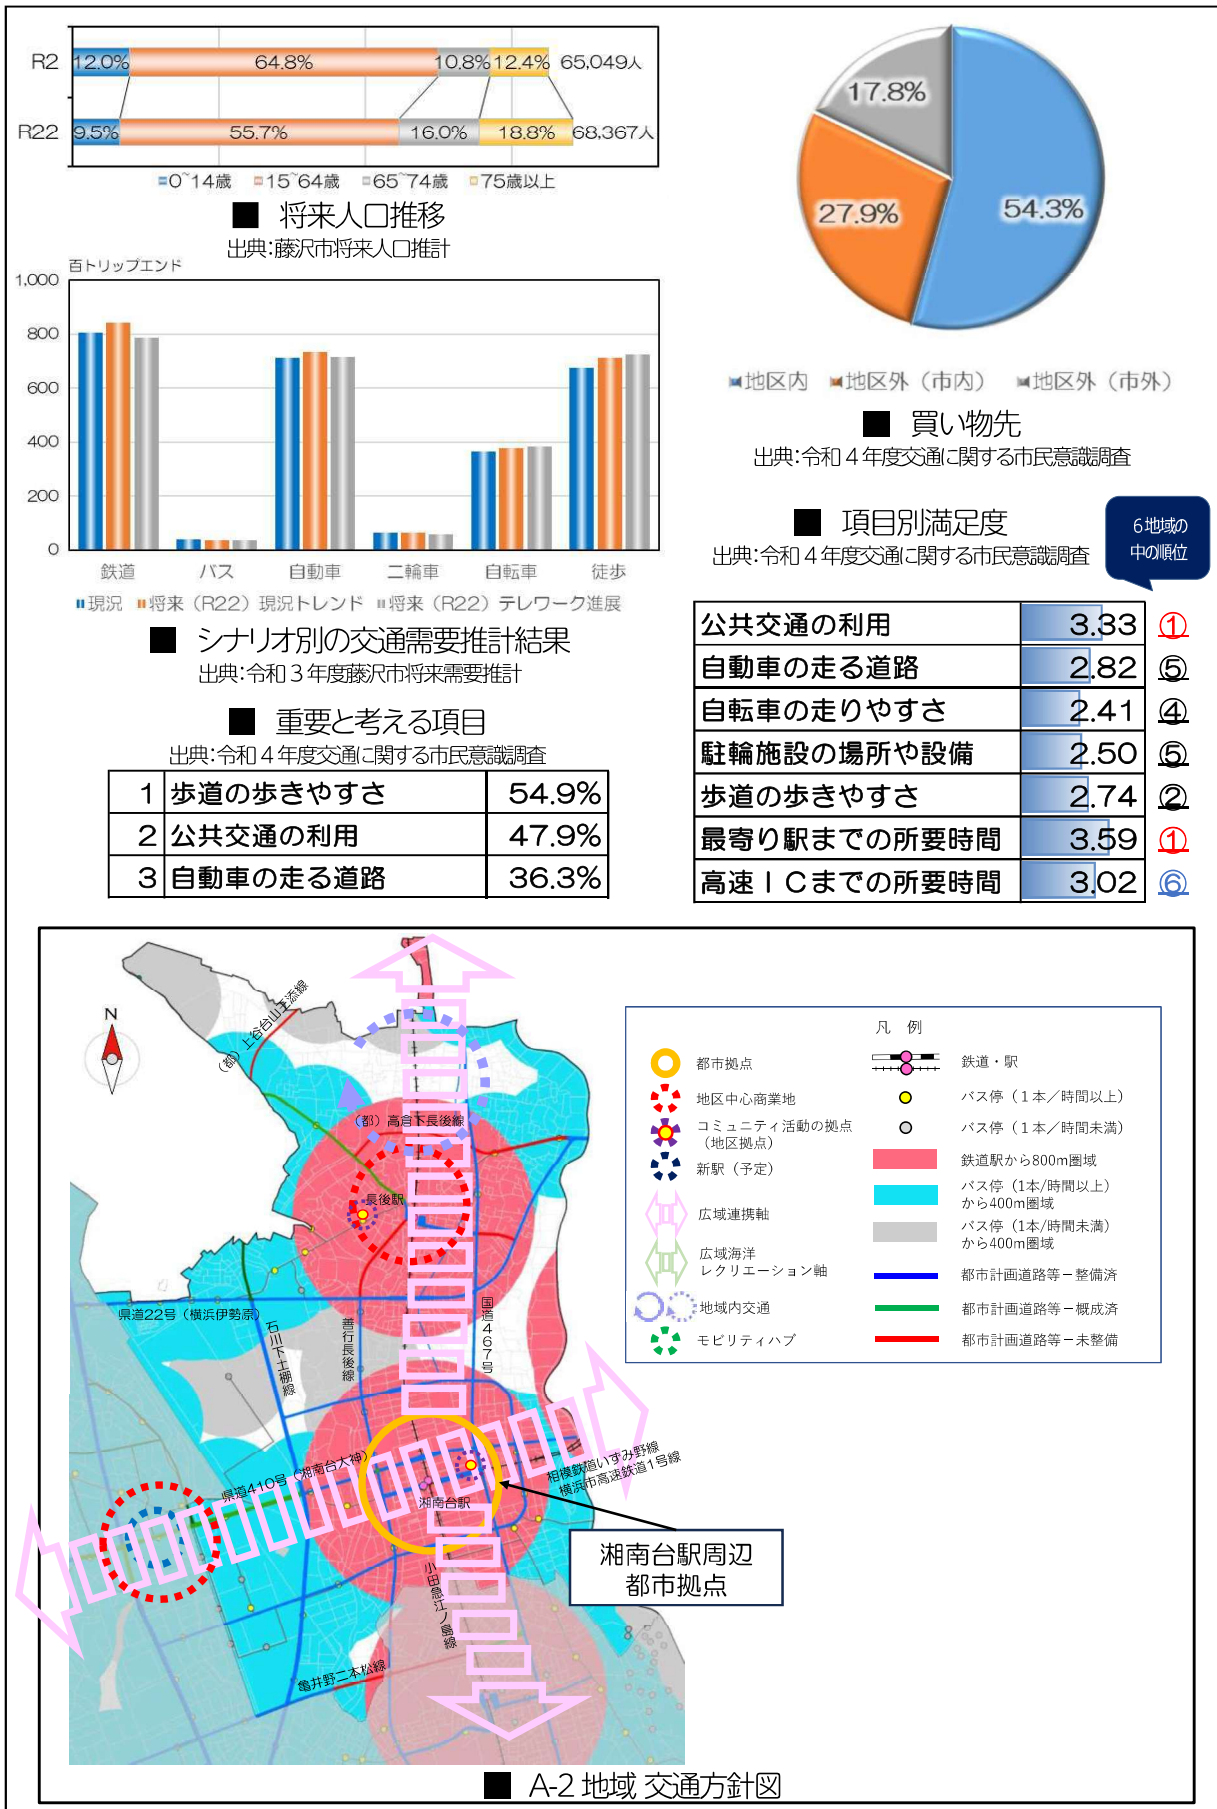 R2 12.0% 64.8% 10.8% 12.4% 65,049人
R22 9.5% 55.7% 16.0% 18.8% 68,367人
0~14歳 15~64歳 65~74歳 75歳以上
■ 将来人口推移
出典:藤沢市将来人口推計
百トリップエンド
1,000
800
600
400
200
0
鉄道 バス 自動車 二輪車 自転車 徒歩
現況 将来（R22）現況トレンド 将来（R22）テレワーク進展
■ シナリオ別の交通需要推計結果
出典:令和3年度藤沢市将来需要推計
■ 重要と考える項目
出典:令和4年度交通に関する市民意識調査
1 歩道の歩きやすさ 54.9%
2 公共交通の利用 47.9%
3 自動車の走る道路 36.3%
17.8%
27.9%
54.3%
地区内 地区外（市内） 地区外（市外）
■ 買い物先
出典:令和4年度交通に関する市民意識調査
■ 項目別満足度
出典:令和4年度交通に関する市民意識調査
6地域の
中の順位
公共交通の利用 3.33 ①
自動車の走る道路 2.82 ⑤
自転車の走りやすさ 2.41 ④
駐輪施設の場所や設備 2.50 ⑤
歩道の歩きやすさ 2.74 ②
最寄り駅までの所要時間 3.59 ①
高速ＩＣまでの所要時間 3.02 ⑥
N
(都)上谷台山王添線
(都)高倉下長後線
長後駅
県道22号（横浜伊勢原）
石川下土棚線
善行長後線
国道467号
県道410号（湘南台大神）
湘南台駅
相模鉄道いずみ野線
横浜市高速鉄道1号線
小田急江ノ島線
亀井野二本松線
湘南台駅周辺
都市拠点
凡 例
都市拠点
地区中心商業地
コミュニティ活動の拠点
（地区拠点）
新駅（予定）
広域連携軸
広域海洋
レクリエーション軸
地域内交通
モビリティハブ
鉄道・駅
バス停（1本／時間以上）
バス停（1本／時間未満）
鉄道駅から800m圏域
バス停（1本/時間以上）
から400m圏域
バス停（1本/時間未満）
から400m圏域
都市計画道路等－整備済
都市計画道路等－概成済
都市計画道路等－未整備
■ A-2 地域 交通方針図